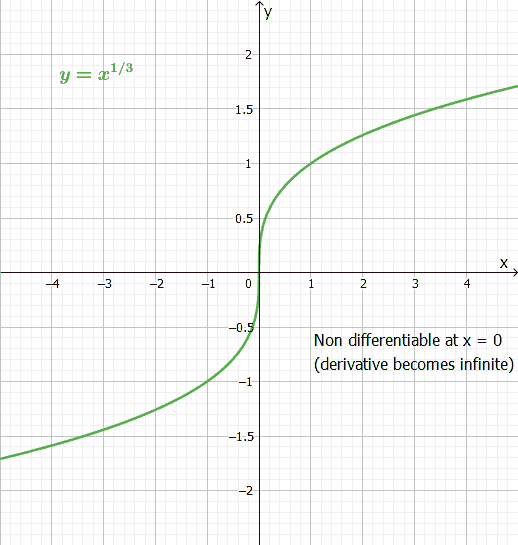 y
2
y = x^{1/3}
1.5
1
0.5
x
−4 −3 −2 −1 0 1 2 3 4
−0.5
Non differentiable at x = 0
(derivative becomes infinite)
−1
−1.5
−2